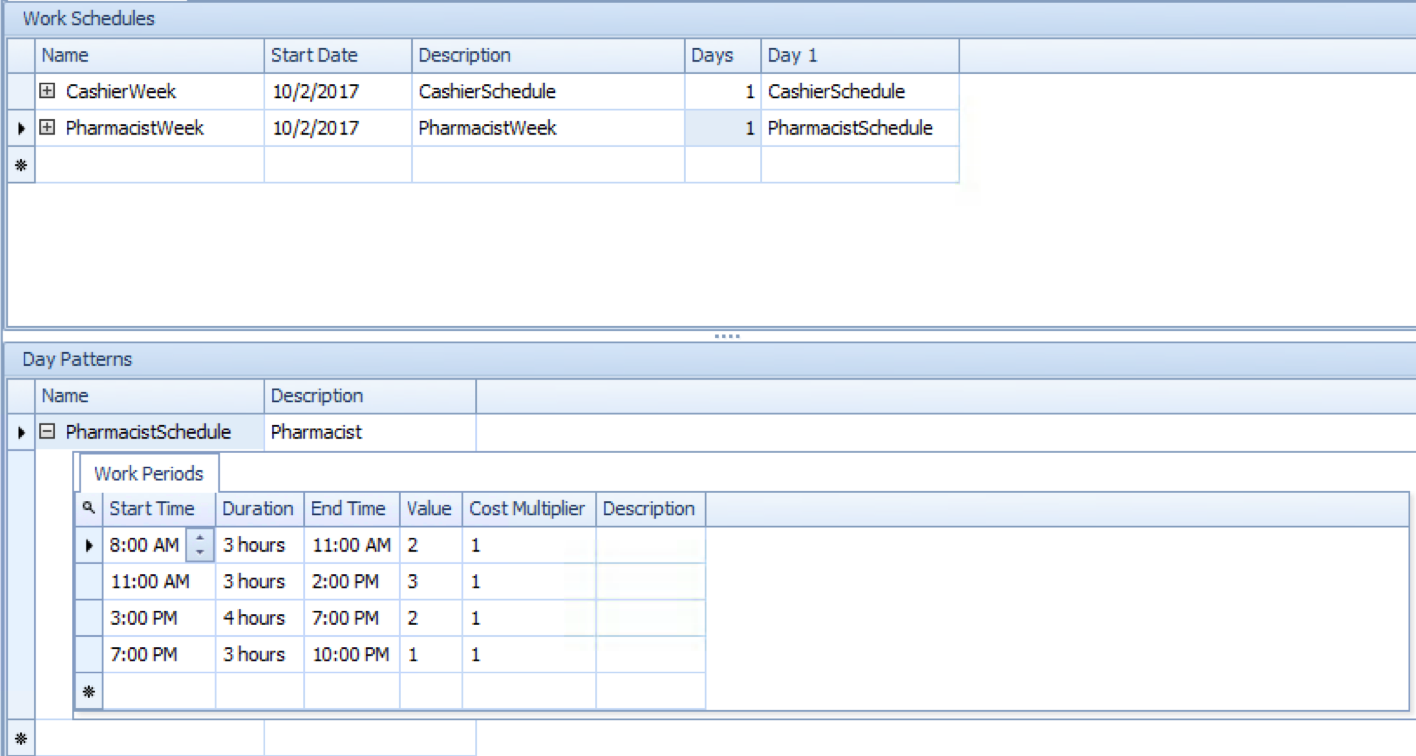 Work Schedules
Name Start Date Description Days Day 1
CashierWeek 10/2/2017 CashierSchedule 1 CashierSchedule
PharmacistWeek 10/2/2017 PharmacistWeek 1 PharmacistSchedule
Day Patterns
Name Description
PharmacistSchedule Pharmacist
Work Periods
Start Time Duration End Time Value Cost Multiplier Description
8:00 AM 3 hours 11:00 AM 2 1
11:00 AM 3 hours 2:00 PM 3 1
3:00 PM 4 hours 7:00 PM 2 1
7:00 PM 3 hours 10:00 PM 1 1